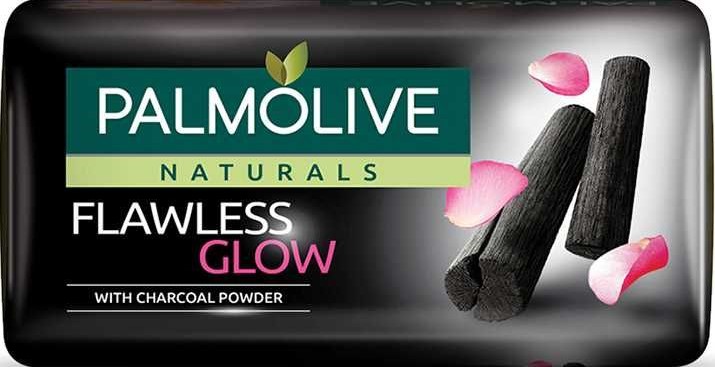 PALMOLIVE
NATURALS
FLAWLESS
GLOW
WITH CHARCOAL POWDER